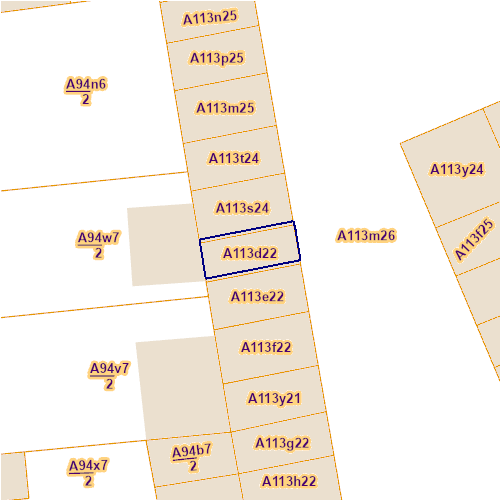 A113n25
A113p25
A94n6
2
A113m25
A113t24
A113y24
A113s24
A113m26
A94w7
2
A113f25
A113d22
A113e22
A113f22
A94v7
2
A113y21
A113g22
A94b7
2
A94x7
2
A113h22